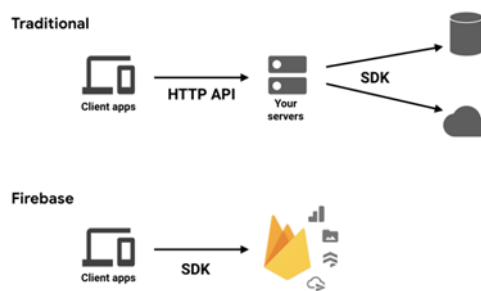 Traditional
Client apps
HTTP API
Your
servers
SDK
Firebase
Client apps
SDK